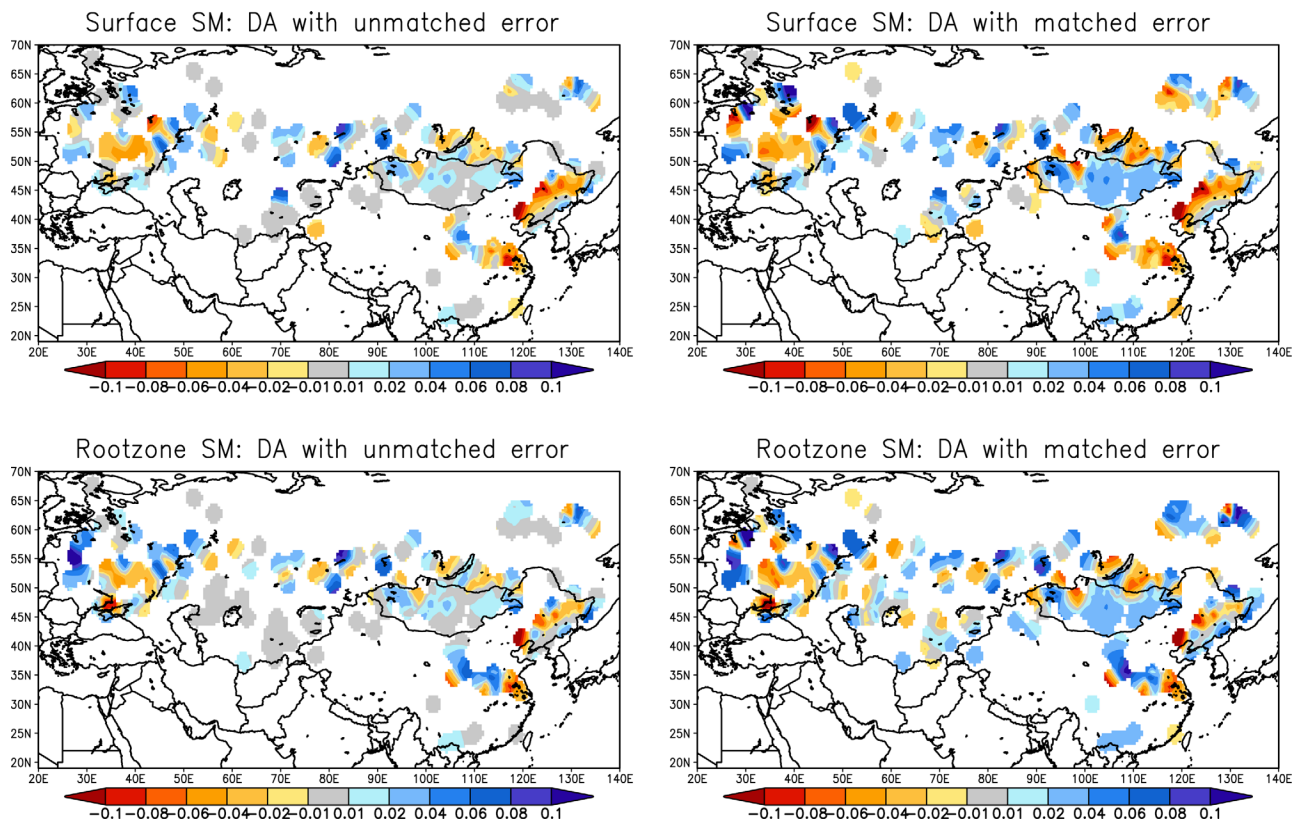 Surface SM: DA with unmatched error
Surface SM: DA with matched error
70N
65N
60N
55N
50N
45N
40N
35N
30N
25N
20N
20E 30E 40E 50E 60E 70E 80E 90E 100E 110E 120E 130E 140E
−0.1 −0.08 −0.06 −0.04 −0.02 −0.01 0.01 0.02 0.04 0.06 0.08 0.1
70N
65N
60N
55N
50N
45N
40N
35N
30N
25N
20N
20E 30E 40E 50E 60E 70E 80E 90E 100E 110E 120E 130E 140E
−0.1 −0.08 −0.06 −0.04 −0.02 −0.01 0.01 0.02 0.04 0.06 0.08 0.1
Rootzone SM: DA with unmatched error
Rootzone SM: DA with matched error
70N
65N
60N
55N
50N
45N
40N
35N
30N
25N
20N
20E 30E 40E 50E 60E 70E 80E 90E 100E 110E 120E 130E 140E
−0.1 −0.08 −0.06 −0.04 −0.02 −0.01 0.01 0.02 0.04 0.06 0.08 0.1
70N
65N
60N
55N
50N
45N
40N
35N
30N
25N
20N
20E 30E 40E 50E 60E 70E 80E 90E 100E 110E 120E 130E 140E
−0.1 −0.08 −0.06 −0.04 −0.02 −0.01 0.01 0.02 0.04 0.06 0.08 0.1